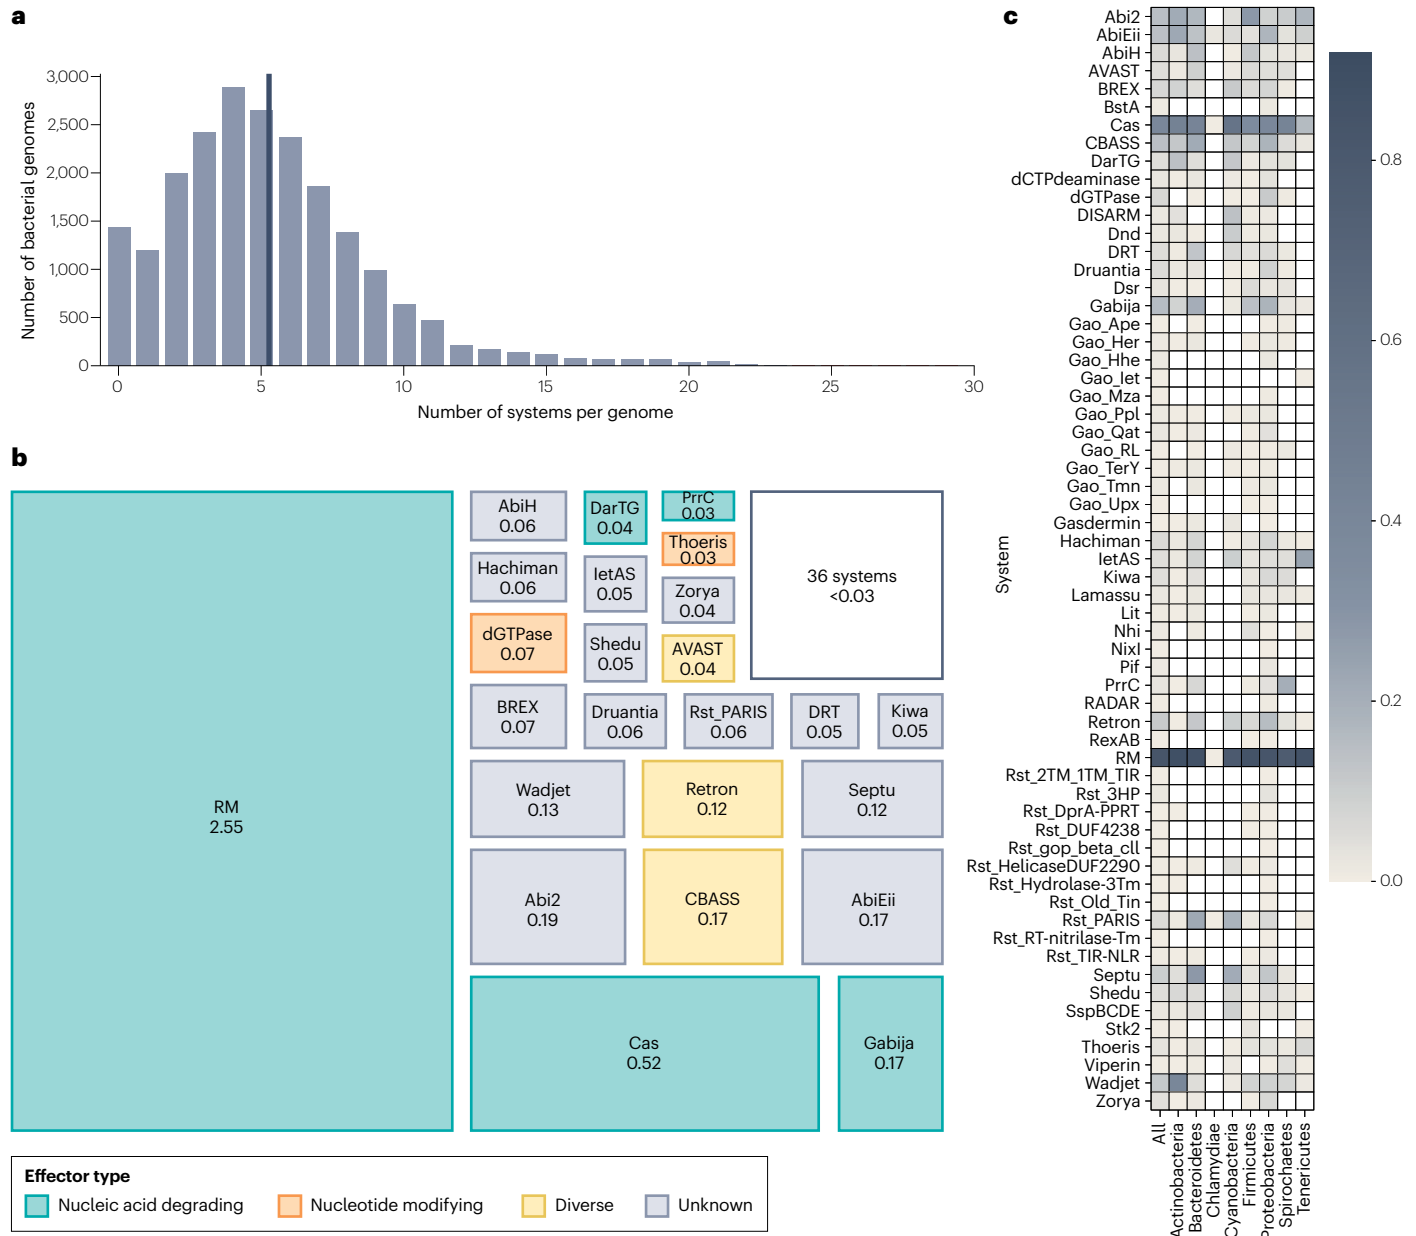 a
3,000
2,500
2,000
1,500
1,000
500
0
Number of bacterial genomes
0
5
10
15
20
25
30
Number of systems per genome
b
RM
2.55
AbiH
0.06
Hachiman
0.06
dGTPase
0.07
BREX
0.07
DarTG
0.04
IetAS
0.05
Shedu
0.05
PrrC
0.03
Thoeris
0.03
Zorya
0.04
AVAST
0.04
36 systems
<0.03
Druantia
0.06
Rst_PARIS
0.06
DRT
0.05
Kiwa
0.05
Wadjet
0.13
Retron
0.12
Septu
0.12
Abi2
0.19
CBASS
0.17
AbiEii
0.17
Cas
0.52
Gabija
0.17
Effector type
Nucleic acid degrading
Nucleotide modifying
Diverse
Unknown
c
System
Abi2
AbiEii
AbiH
AVAST
BREX
BstA
Cas
CBASS
DarTG
dCTPdeaminase
dGTPase
DISARM
Dnd
DRT
Druantia
Dsr
Gabija
Gao_Ape
Gao_Her
Gao_Hhe
Gao_Iet
Gao_Mza
Gao_Ppl
Gao_Qat
Gao_RL
Gao_TerY
Gao_Tmn
Gao_Upx
Gasdermin
Hachiman
IetAS
Kiwa
Lamassu
Lit
Nhi
NixI
Pif
PrrC
RADAR
Retron
RexAB
RM
Rst_2TM_1TM_TIR
Rst_3HP
Rst_DprA-PPRT
Rst_DUF4238
Rst_gop_beta_cll
Rst_HelicaseDUF2290
Rst_Hydrolase-3Tm
Rst_Old_Tin
Rst_PARIS
Rst_RT-nitrilase-Tm
Rst_TIR-NLR
Septu
Shedu
SspBCDE
Stk2
Thoeris
Viperin
Wadjet
Zorya
All
Actinobacteria
Bacteroidetes
Chlamydiae
Cyanobacteria
Firmicutes
Proteobacteria
Spirochaetes
Tenericutes
0.8
0.6
0.4
0.2
0.0